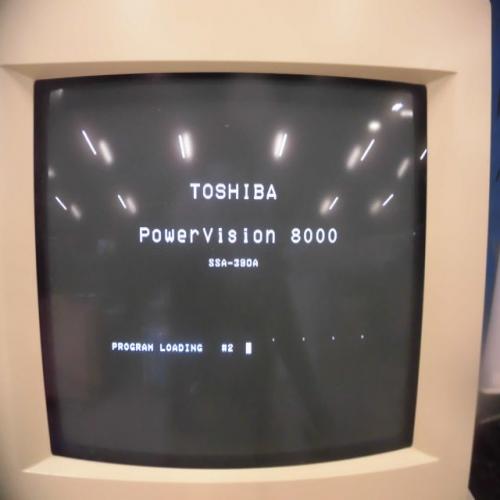 TOSHIBA
PowerVision 8000
SSA-390A
PROGRAM LOADING #2